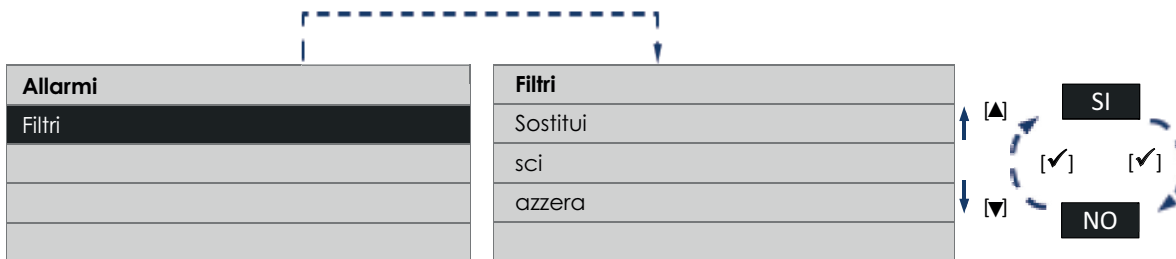 Allarmi
Filtri
Filtri
Sostitui
sci
azzera
[▲]
[▼]
SI
[✔] [✔]
NO